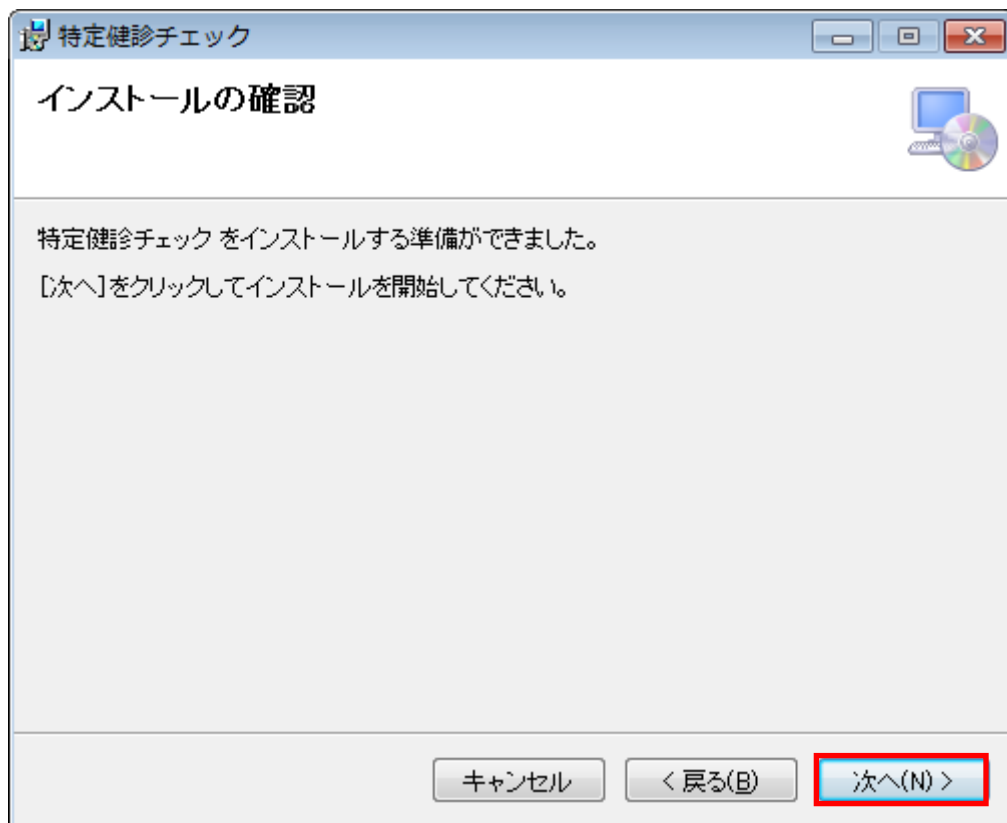 特定健診チェック
インストールの確認
特定健診チェック をインストールする準備ができました。
[次へ]をクリックしてインストールを開始してください。
キャンセル
< 戻る(B)
次へ(N) >